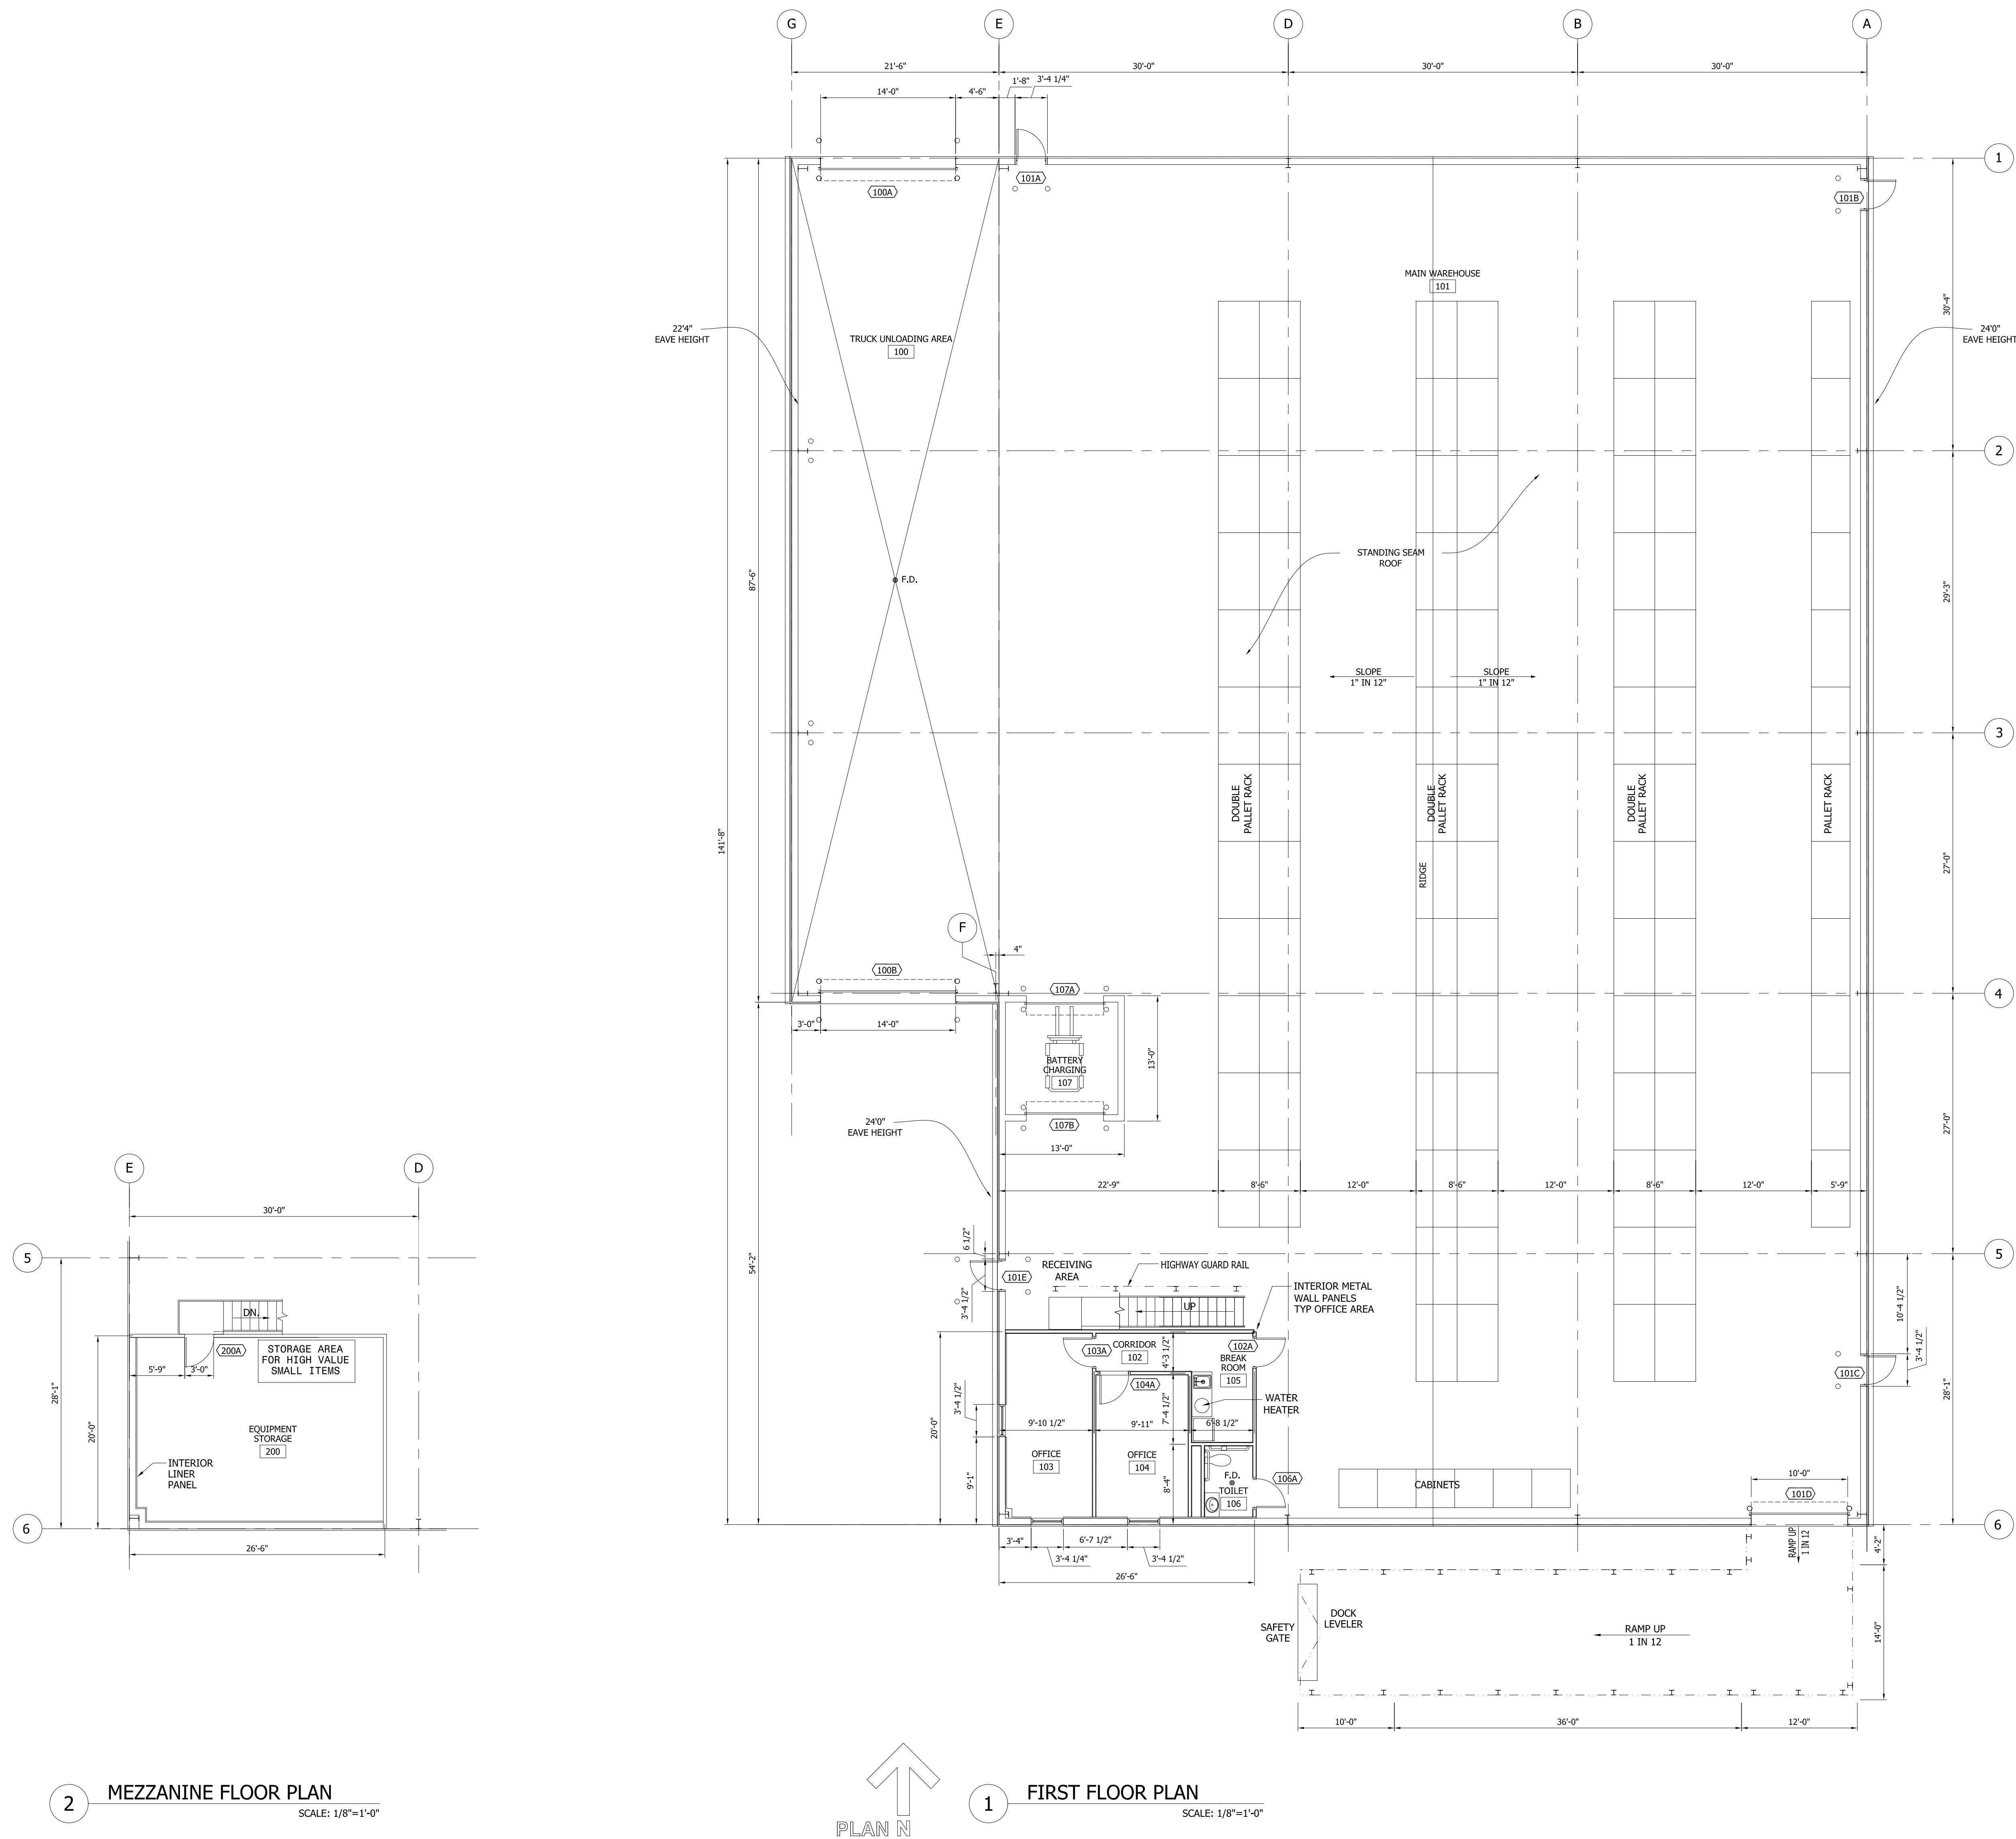 G
E
D
B
A
21'-6"
30'-0"
30'-0"
30'-0"
14'-0"
4'-6"
1'-8"
3'-4 1/4"
1
100A
101A
101B
MAIN WAREHOUSE
101
30'-4"
22'4"
EAVE HEIGHT
TRUCK UNLOADING AREA
100
24'0"
EAVE HEIGHT
2
STANDING SEAM
ROOF
F.D.
87'-6"
29'-3"
SLOPE
1" IN 12"
SLOPE
1" IN 12"
3
DOUBLE
PALLET RACK
DOUBLE
PALLET RACK
DOUBLE
PALLET RACK
PALLET RACK
141'-8"
RIDGE
27'-0"
F
4"
100B
107A
4
3'-0"
14'-0"
BATTERY
CHARGING
107
13'-0"
24'0"
EAVE HEIGHT
107B
27'-0"
13'-0"
22'-9"
8'-6"
12'-0"
8'-6"
12'-0"
8'-6"
12'-0"
5'-9"
54'-2"
6 1/2"
5
RECEIVING
AREA
HIGHWAY GUARD RAIL
101E
3'-4 1/2"
INTERIOR METAL
WALL PANELS
TYP OFFICE AREA
UP
10'-4 1/2"
3'-4 1/2"
103A
CORRIDOR
102
4'-3 1/2"
102A
BREAK
ROOM
105
101C
104A
WATER
HEATER
3'-4 1/2"
7'-4 1/2"
28'-1"
20'-0"
9'-10 1/2"
9'-11"
6'-8 1/2"
OFFICE
103
OFFICE
104
9'-1"
8'-4"
F.D.
TOILET
106
106A
CABINETS
10'-0"
101D
6
3'-4"
6'-7 1/2"
3'-4 1/4"
3'-4 1/2"
26'-6"
RAMP UP
1 IN 12
4'-2"
SAFETY
GATE
DOCK
LEVELER
RAMP UP
1 IN 12
14'-0"
10'-0"
36'-0"
12'-0"
E
D
30'-0"
5
DN.
200A
STORAGE AREA
FOR HIGH VALUE
SMALL ITEMS
5'-9"
3'-0"
28'-1"
20'-0"
EQUIPMENT
STORAGE
200
INTERIOR
LINER
PANEL
6
26'-6"
2
MEZZANINE FLOOR PLAN
SCALE: 1/8"=1'-0"
PLAN N
1
FIRST FLOOR PLAN
SCALE: 1/8"=1'-0"